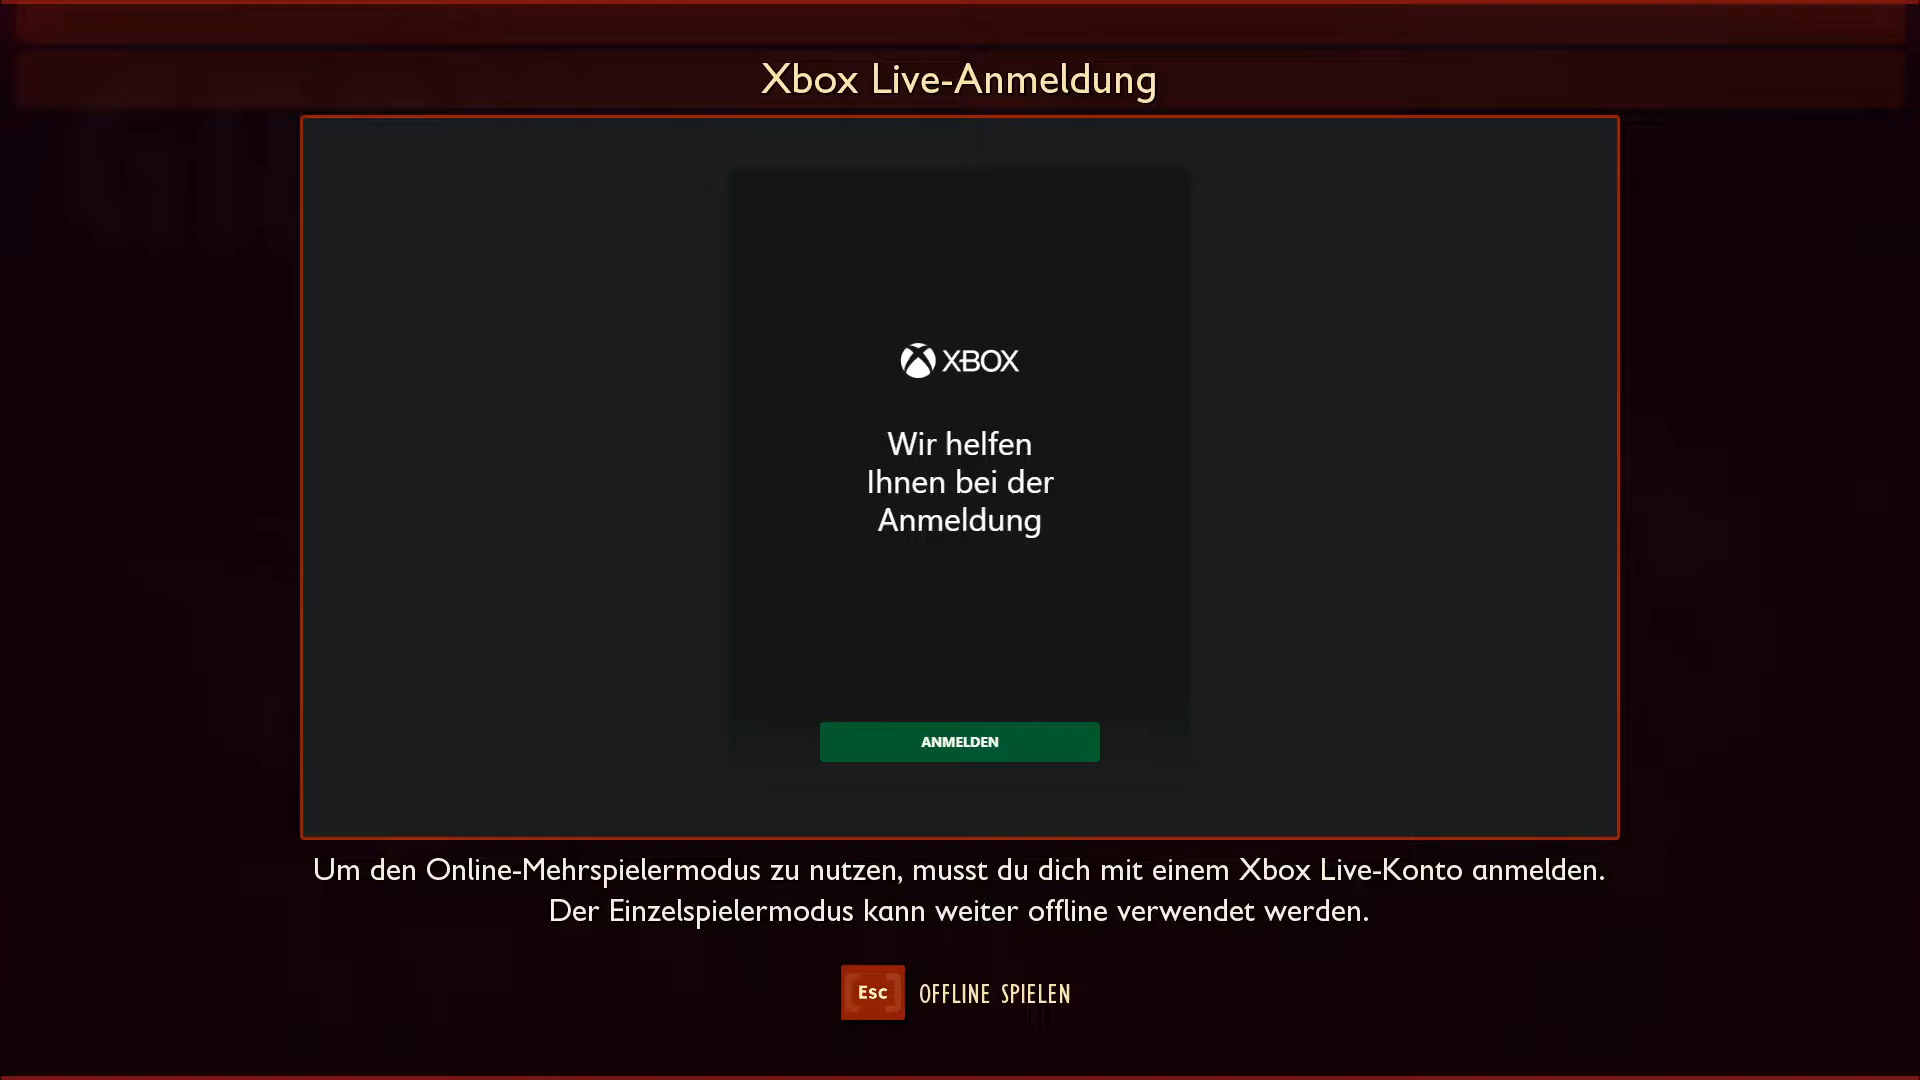 Xbox Live-Anmeldung
XBOX
Wir helfen
Ihnen bei der
Anmeldung
ANMELDEN
Um den Online-Mehrspielermodus zu nutzen, musst du dich mit einem Xbox Live-Konto anmelden.
Der Einzelspielermodus kann weiter offline verwendet werden.
Esc OFFLINE SPIELEN